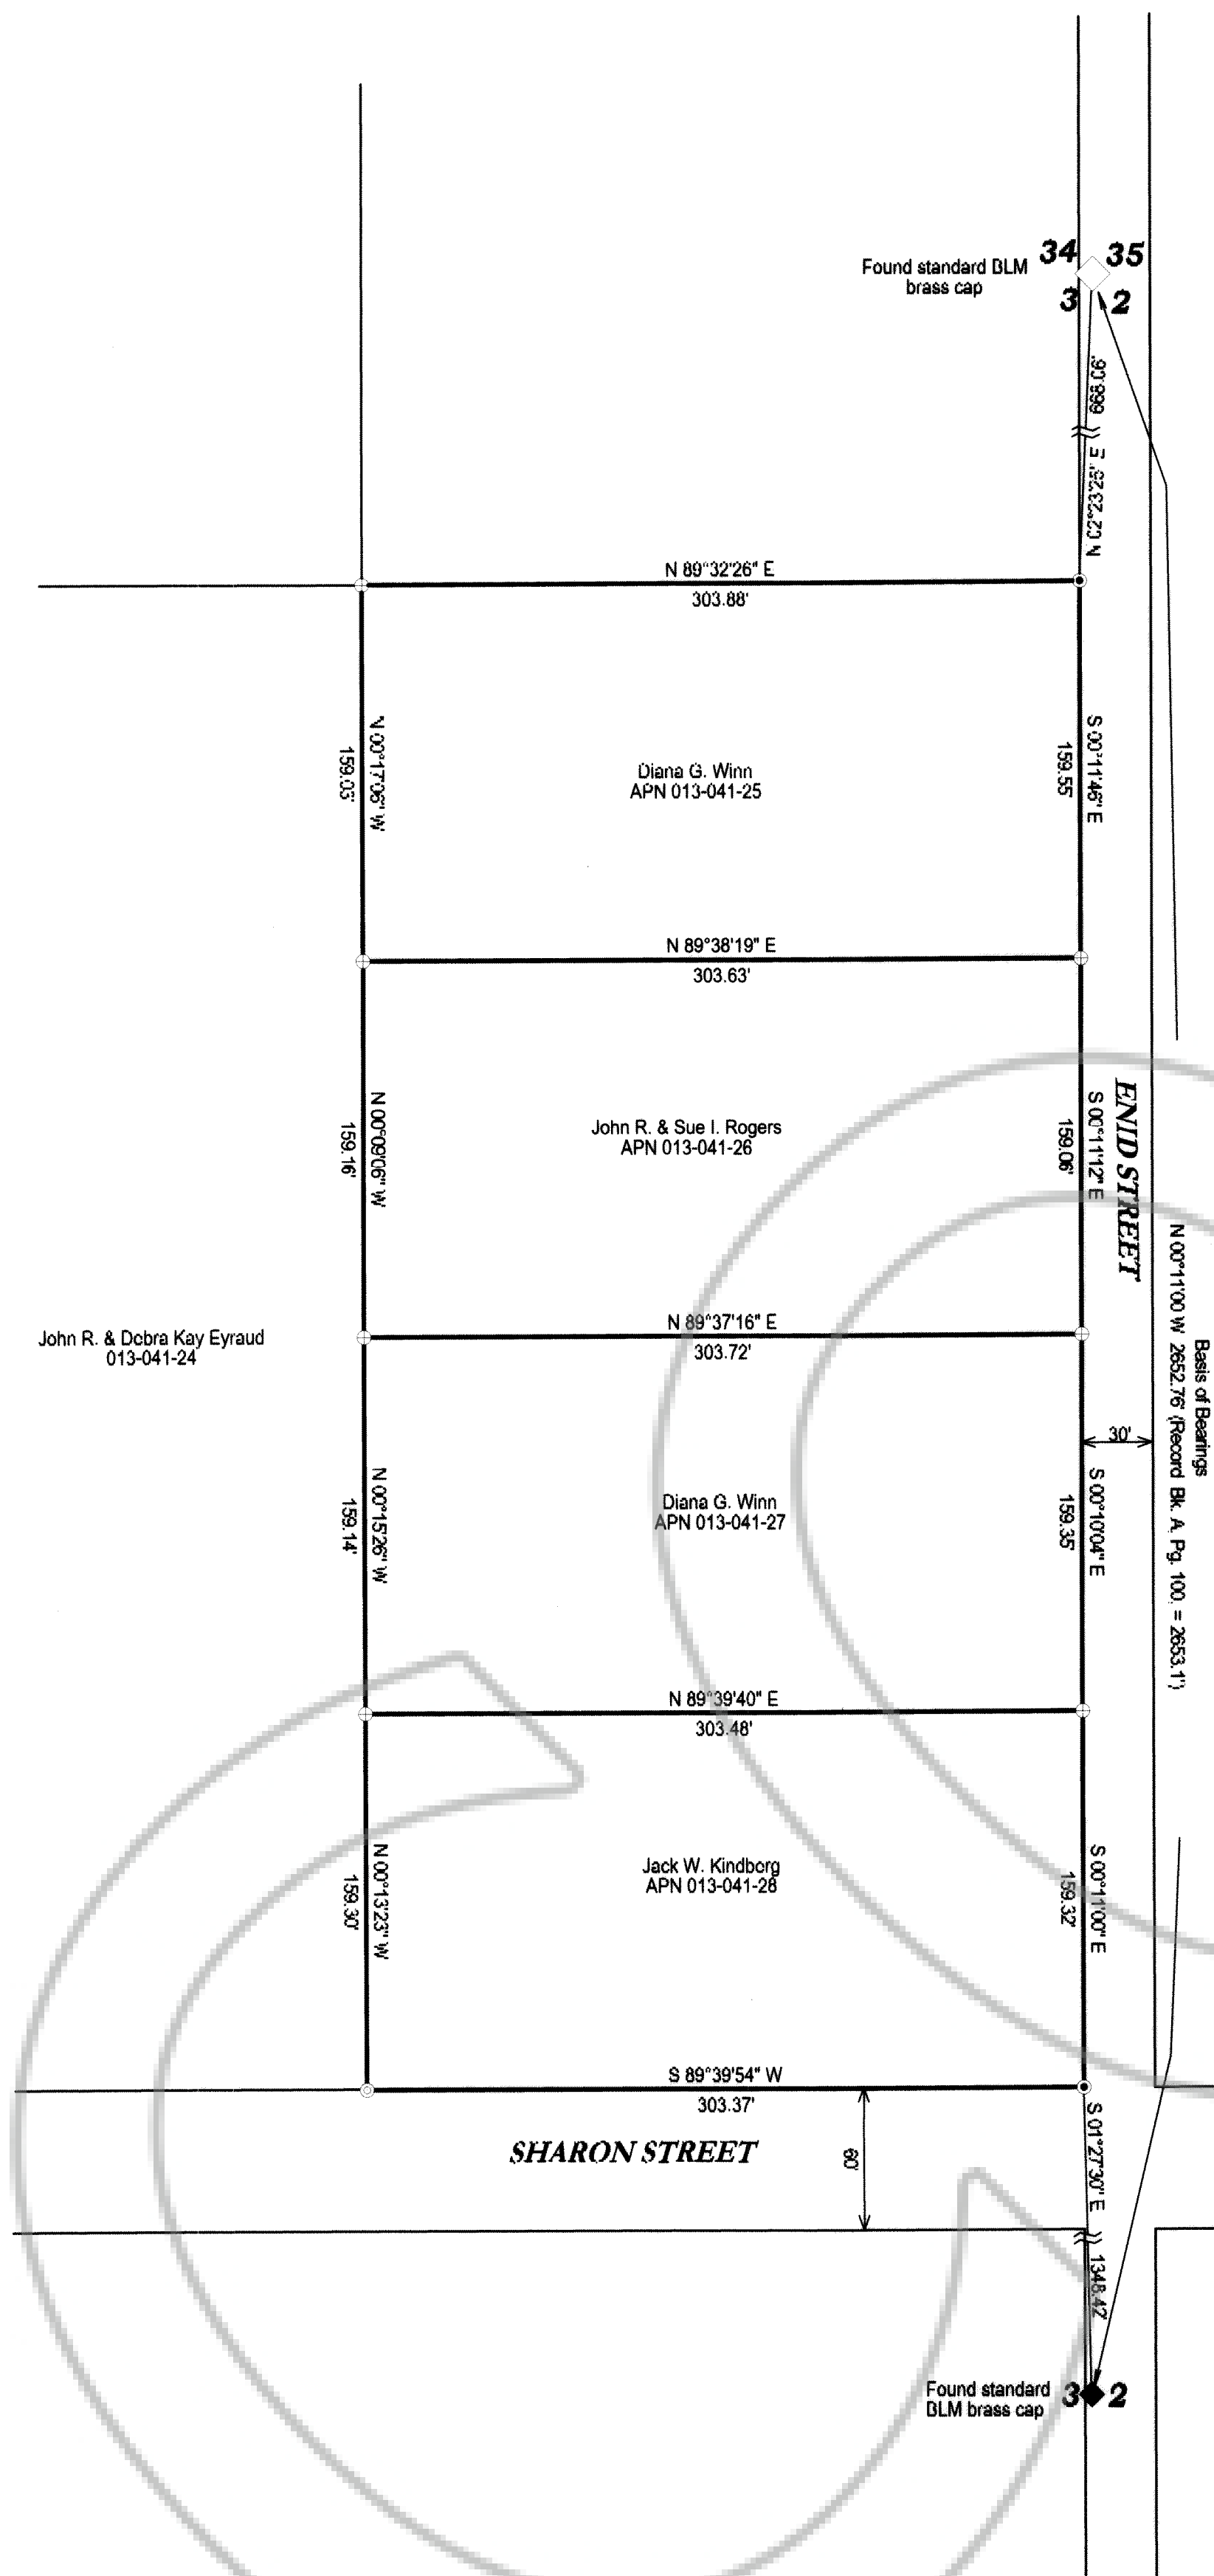 34 35
Found standard BLM
brass cap
3 2
668.06'
N 02°23'25" E
N 89°32'26" E
303.88'
N 00°17'06" W
159.03'
Diana G. Winn
APN 013-041-25
S 00°11'46" E
159.55'
N 89°38'19" E
303.63'
N 00°09'06" W
159.16'
John R. & Sue I. Rogers
APN 013-041-26
S 00°11'12" E
159.06'
ENID STREET
N 89°37'16" E
303.72'
John R. & Debra Kay Eyraud
013-041-24
Basis of Bearings
N 00°11'00 W 2652.76' (Record Bk. A. Pg. 100. = 2653.1')
30'
N 00°15'26" W
159.14'
Diana G. Winn
APN 013-041-27
S 00°10'04" E
159.35'
N 89°39'40" E
303.48'
N 00°13'23" W
159.30'
Jack W. Kindborg
APN 013-041-28
S 00°11'00" E
159.32'
S 89°39'54" W
303.37'
SHARON STREET
60'
S 01°27'30" E
1348.42'
Found standard
BLM brass cap
3 2